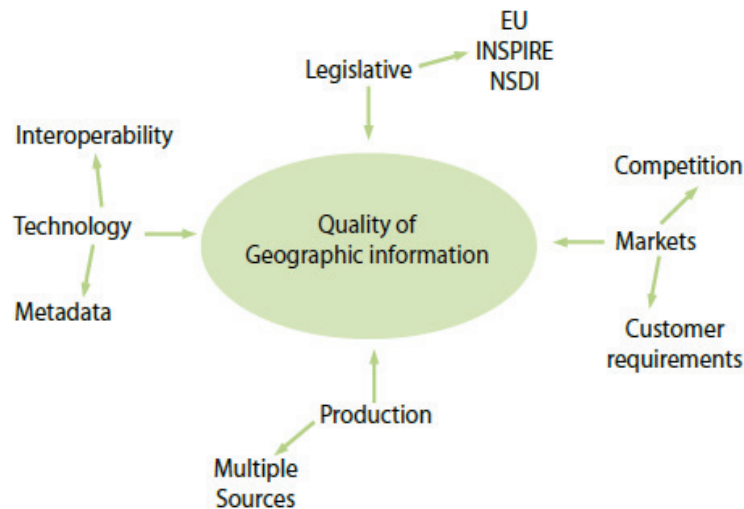 EU
INSPIRE
NSDI
Legislative
Interoperability
Technology
Metadata
Quality of
Geographic information
Competition
Markets
Customer
requirements
Production
Multiple
Sources